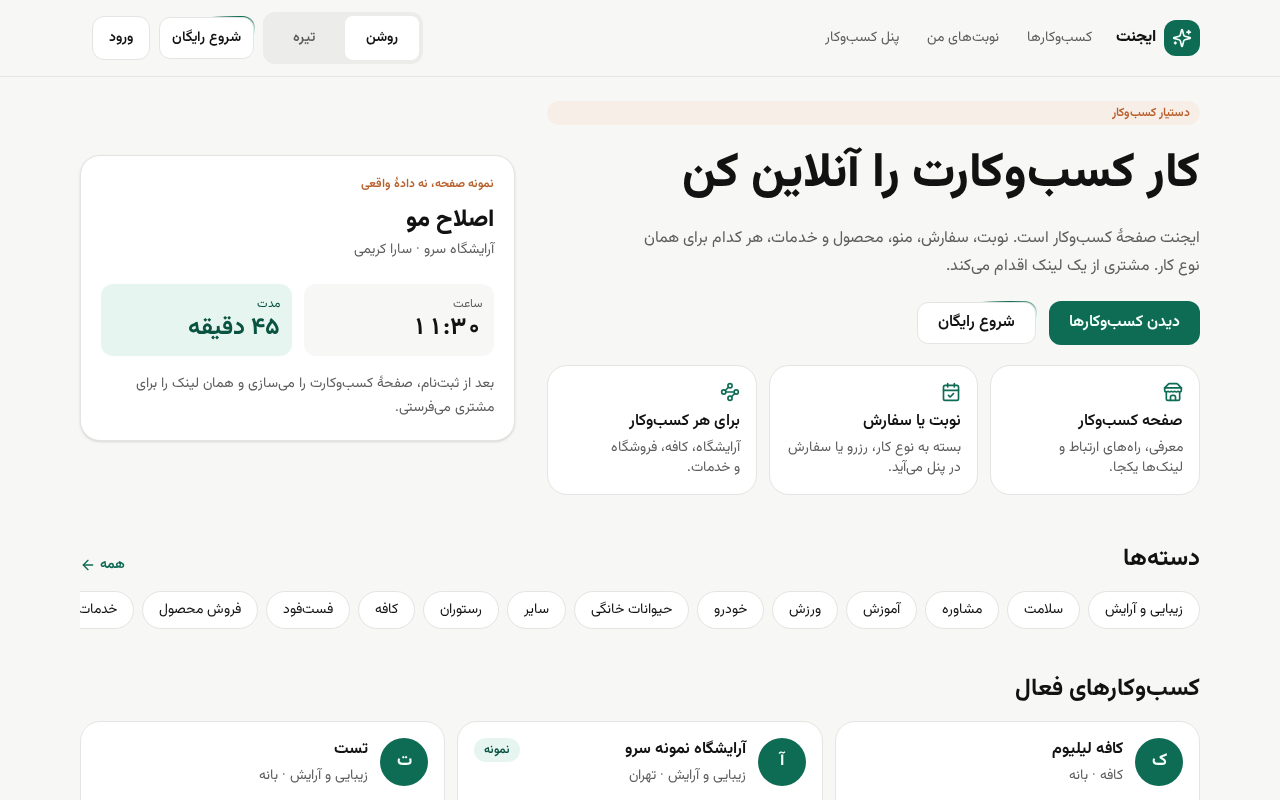 ایجنت
کسب‌وکارها
نوبت‌های من
پنل کسب‌وکار
روشن
تیره
شروع رایگان
ورود
دستیار کسب‌وکار
کار کسب‌وکارت را آنلاین کن
ایجنت صفحهٔ کسب‌وکار است. نوبت، سفارش، منو، محصول و خدمات، هر کدام برای همان
نوع کار. مشتری از یک لینک اقدام می‌کند.
دیدن کسب‌وکارها
شروع رایگان
صفحه کسب‌وکار
معرفی، راه‌های ارتباط و
لینک‌ها یکجا.
نوبت یا سفارش
بسته به نوع کار، رزرو یا سفارش
در پنل می‌آید.
برای هر کسب‌وکار
آرایشگاه، کافه، فروشگاه
و خدمات.
نمونه صفحه، نه دادهٔ واقعی
اصلاح مو
آرایشگاه سرو · سارا کریمی
ساعت
۱۱:۳۰
مدت
۴۵ دقیقه
بعد از ثبت‌نام، صفحهٔ کسب‌وکارت را می‌سازی و همان لینک را برای
مشتری می‌فرستی.
دسته‌ها
همه
زیبایی و آرایش
سلامت
مشاوره
آموزش
ورزش
خودرو
حیوانات خانگی
سایر
رستوران
کافه
فست‌فود
فروش محصول
خدمات
کسب‌وکارهای فعال
ک
کافه لیلیوم
کافه · بانه
آ
آرایشگاه نمونه سرو
نمونه
زیبایی و آرایش · تهران
ت
تست
زیبایی و آرایش · بانه